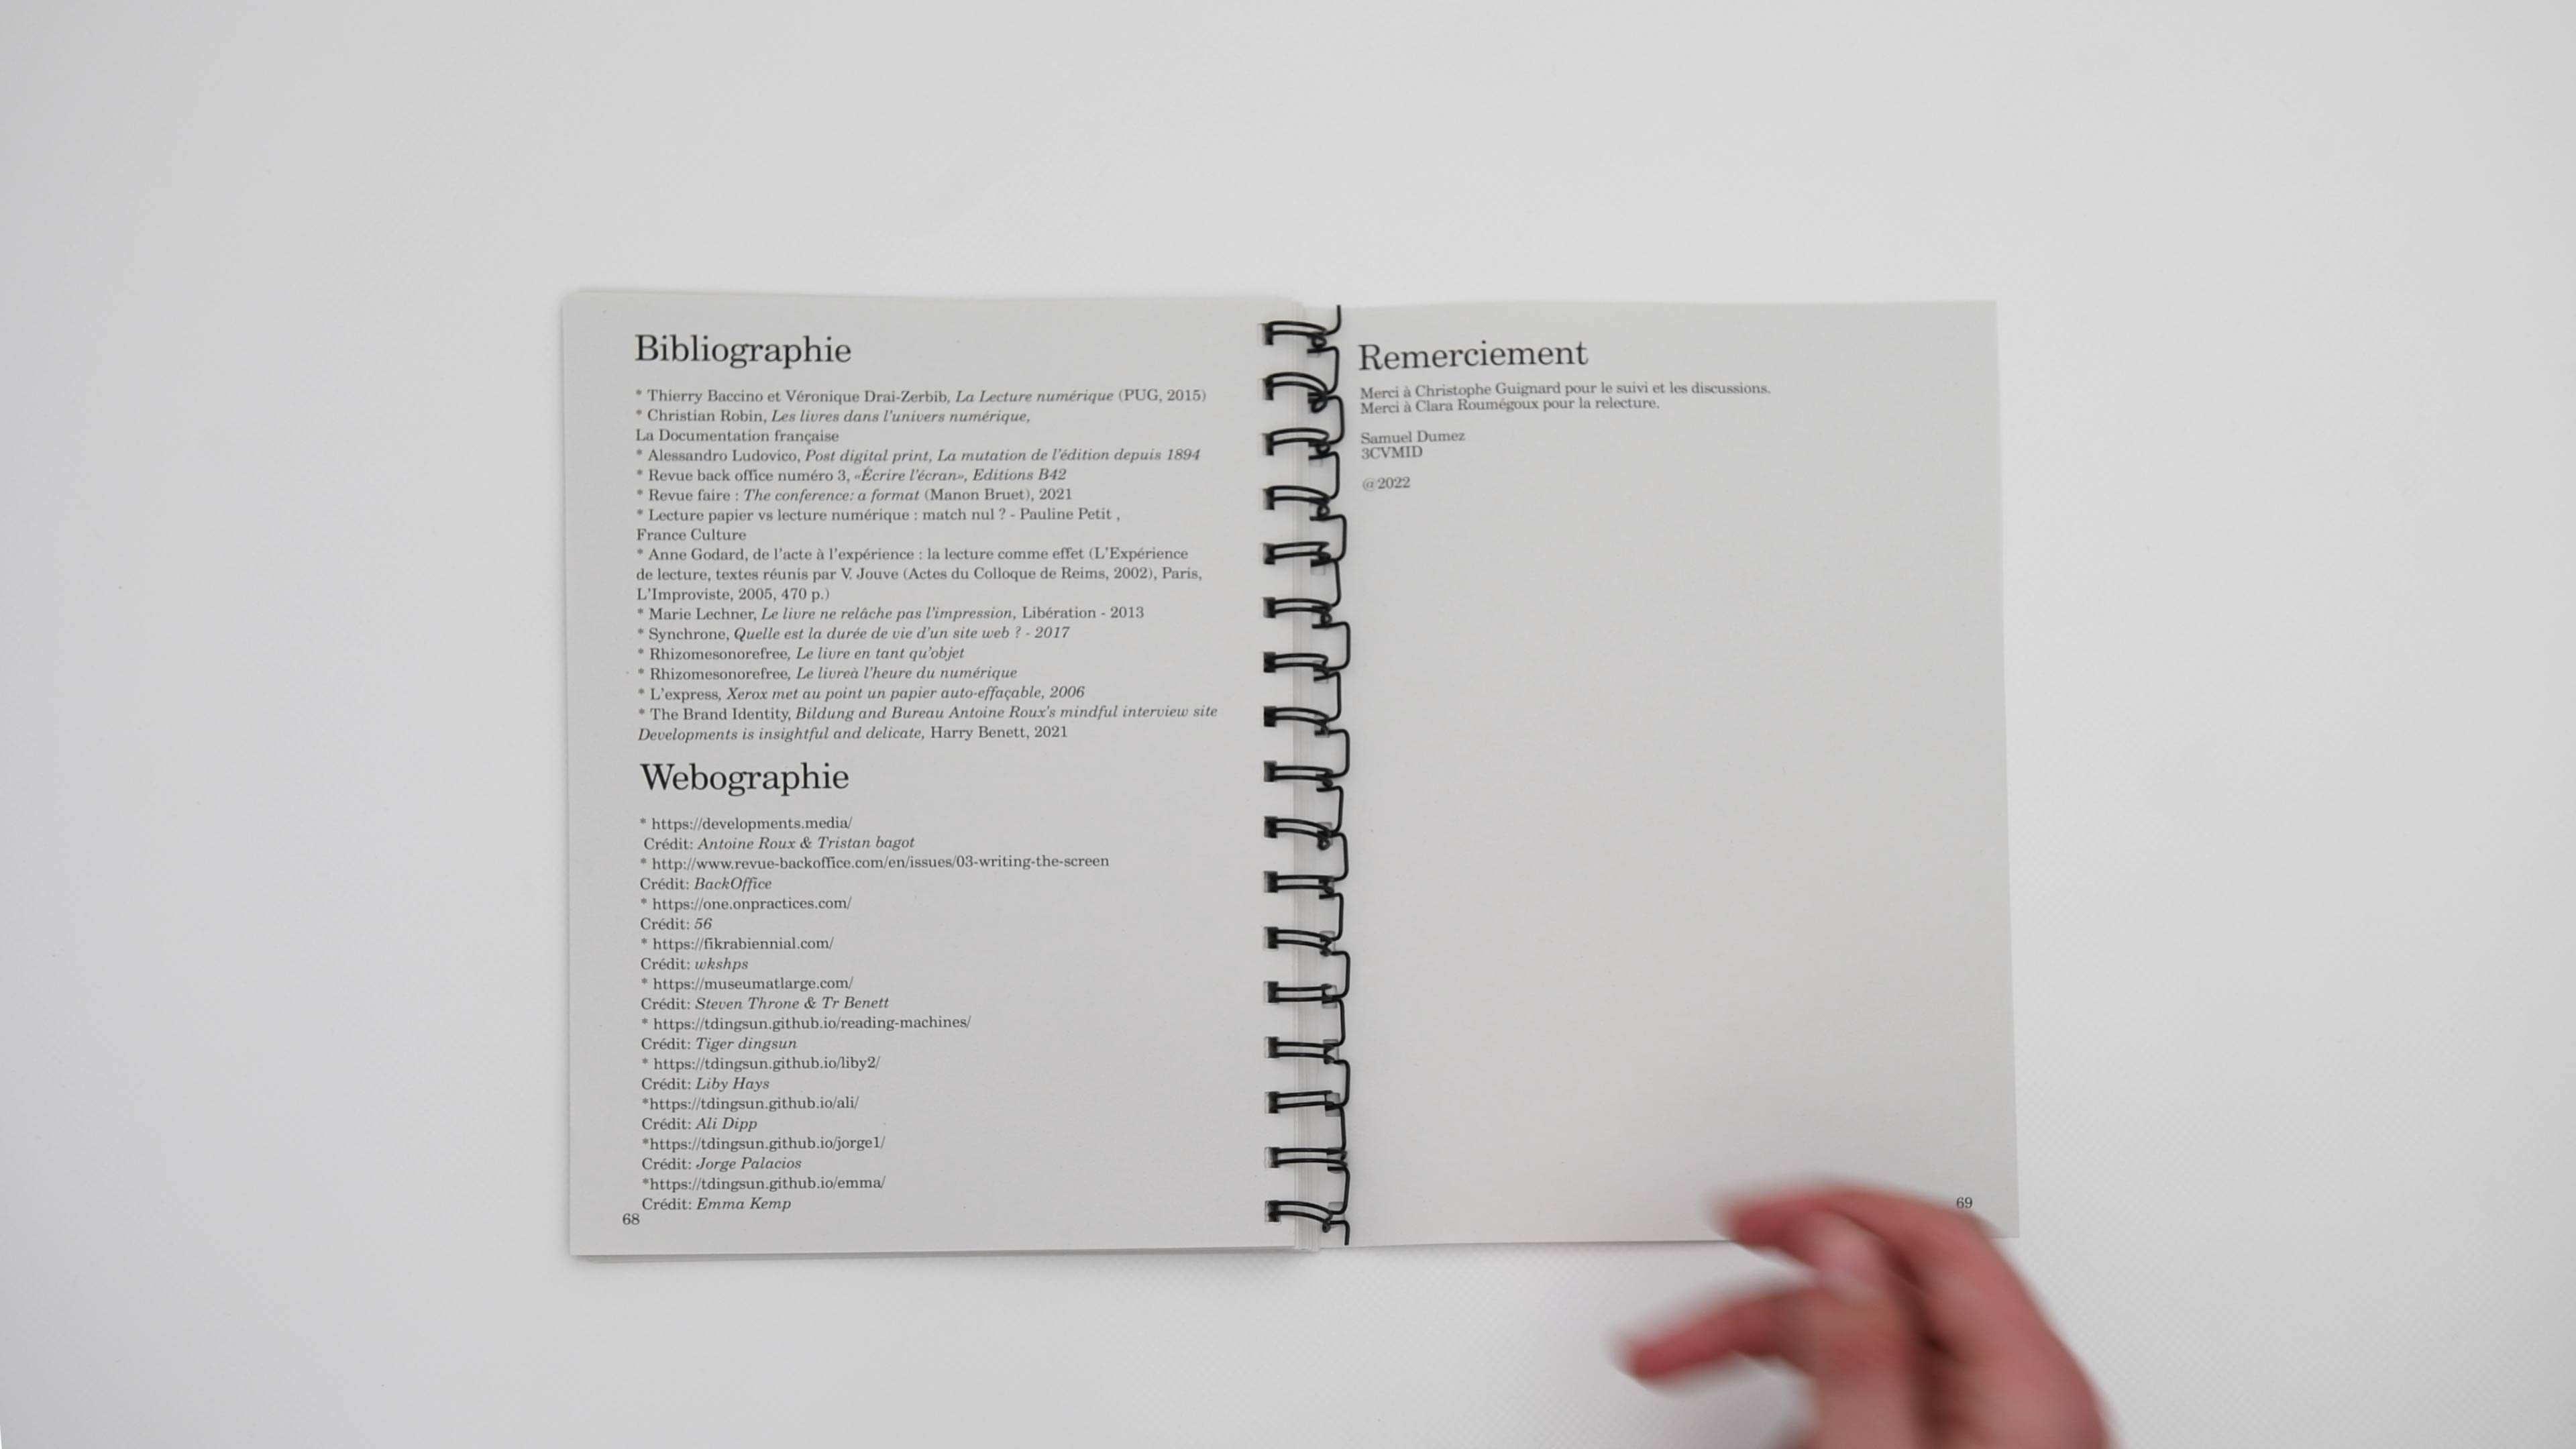 Bibliographie
* Thierry Baccino et Véronique Drai-Zerbib, La Lecture numérique (PUG, 2015)
* Christian Robin, Les livres dans l'univers numérique,
La Documentation française
* Alessandro Ludovico, Post digital print, La mutation de l'édition depuis 1894
* Revue back office numéro 3, «Écrire l'écran», Editions B42
* Revue faire : The conference: a format (Manon Bruet), 2021
* Lecture papier vs lecture numérique : match nul ? - Pauline Petit ,
France Culture
* Anne Godard, de l'acte à l'expérience : la lecture comme effet (L'Expérience
de lecture, textes réunis par V. Jouve (Actes du Colloque de Reims, 2002), Paris,
L'Improviste, 2005, 470 p.)
* Marie Lechner, Le livre ne relâche pas l'impression, Libération - 2013
* Synchrone, Quelle est la durée de vie d'un site web ? - 2017
* Rhizomesonorefree, Le livre en tant qu'objet
* Rhizomesonorefree, Le livreà l'heure du numérique
* L'express, Xerox met au point un papier auto-effaçable, 2006
* The Brand Identity, Bildung and Bureau Antoine Roux's mindful interview site
Developments is insightful and delicate, Harry Benett, 2021
Webographie
* https://developments.media/
Crédit: Antoine Roux & Tristan bagot
* http://www.revue-backoffice.com/en/issues/03-writing-the-screen
Crédit: BackOffice
* https://one.onpractices.com/
Crédit: 56
* https://fikrabiennial.com/
Crédit: wkshps
* https://museumatlarge.com/
Crédit: Steven Throne & Tr Benett
* https://tdingsun.github.io/reading-machines/
Crédit: Tiger dingsun
* https://tdingsun.github.io/liby2/
Crédit: Liby Hays
*https://tdingsun.github.io/ali/
Crédit: Ali Dipp
*https://tdingsun.github.io/jorge1/
Crédit: Jorge Palacios
*https://tdingsun.github.io/emma/
Crédit: Emma Kemp
68
Remerciement
Merci à Christophe Guignard pour le suivi et les discussions.
Merci à Clara Roumégoux pour la relecture.
Samuel Dumez
3CVMID
@2022
69